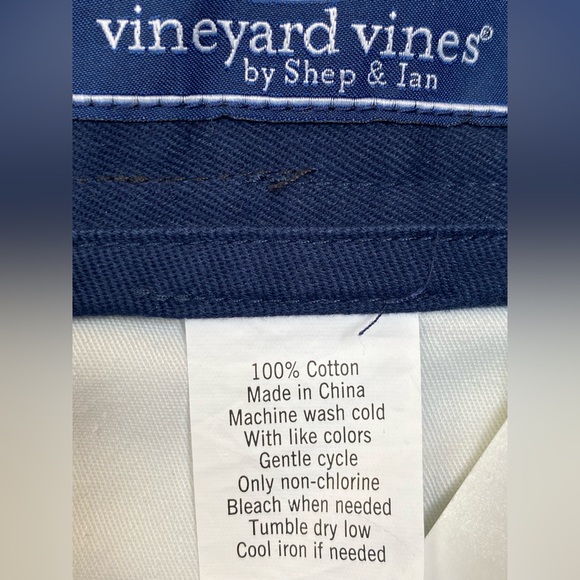 vineyard vines®
by Shep & Ian
100% Cotton
Made in China
Machine wash cold
With like colors
Gentle cycle
Only non-chlorine
Bleach when needed
Tumble dry low
Cool iron if needed